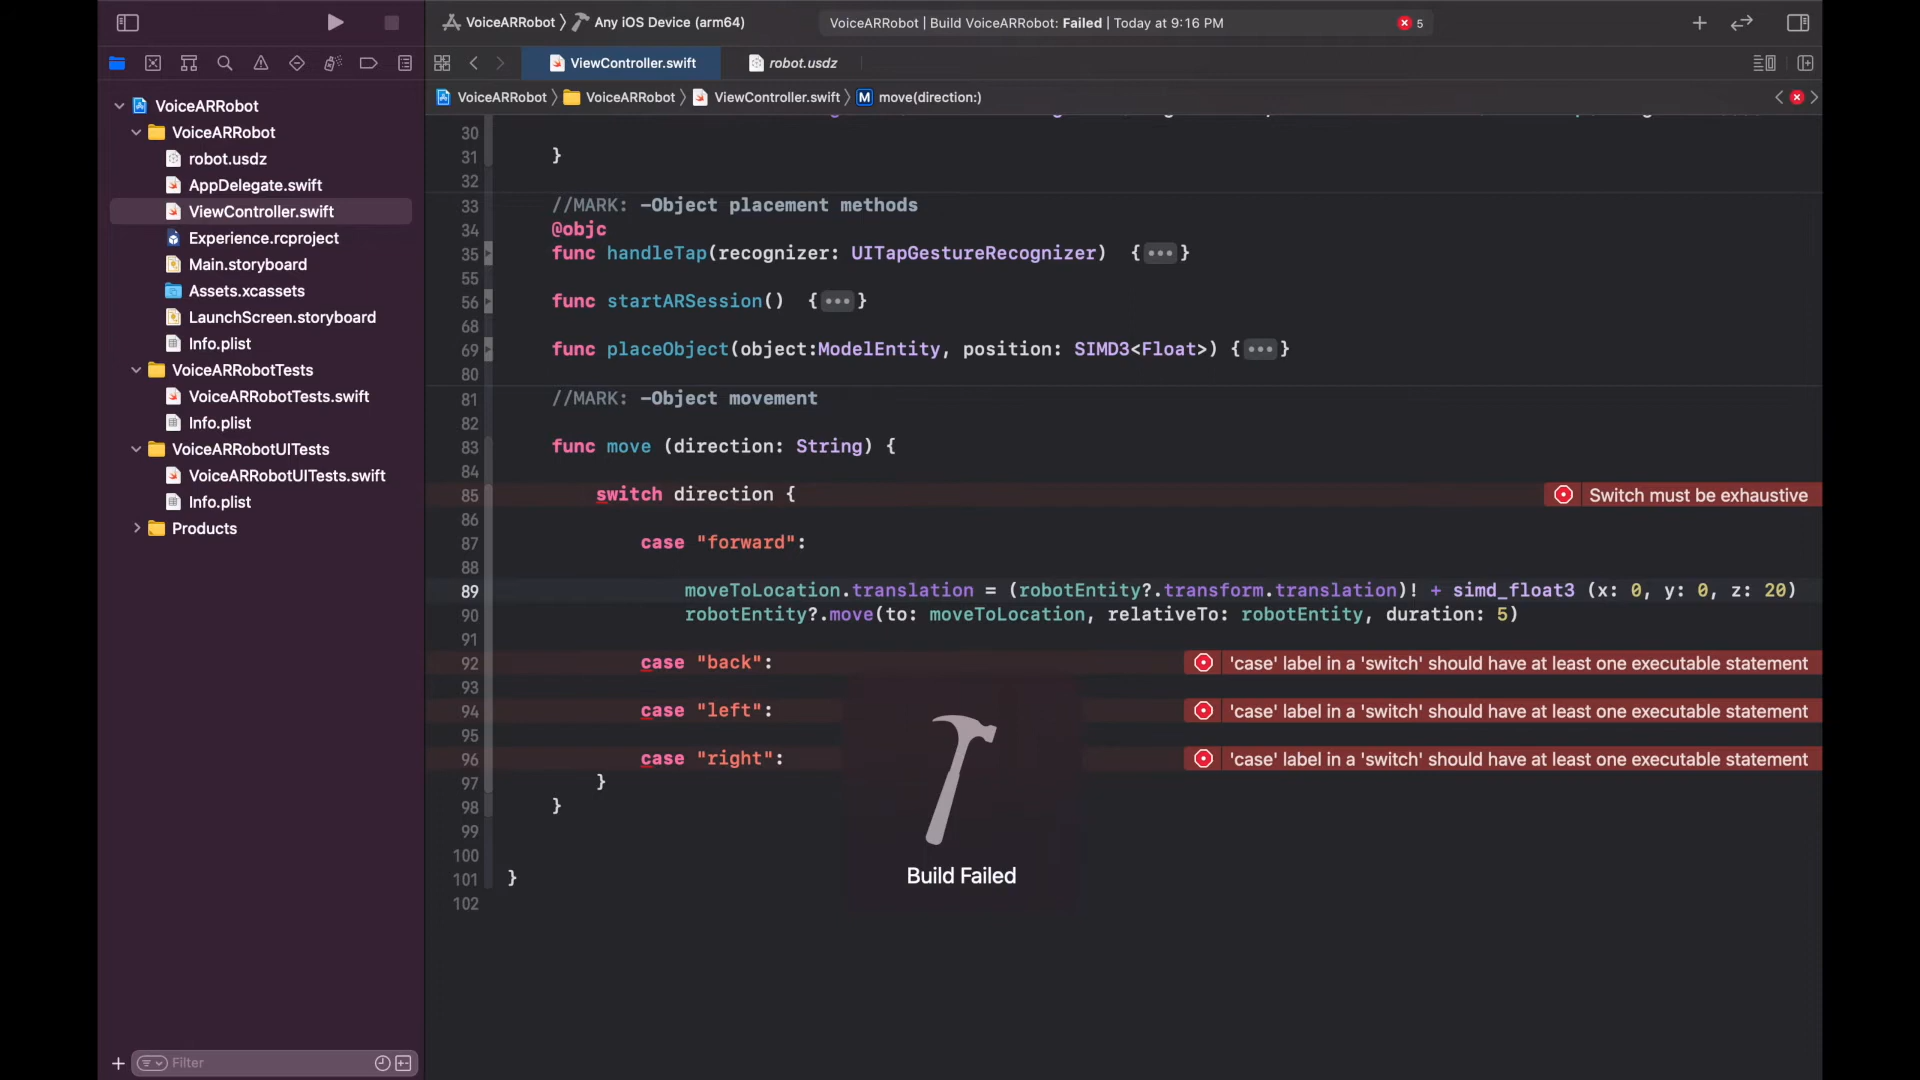 VoiceARRobot 〉 Any iOS Device (arm64)
VoiceARRobot | Build VoiceARRobot: Failed | Today at 9:16 PM
5
ViewController.swift
robot.usdz
VoiceARRobot 〉 VoiceARRobot 〉 ViewController.swift 〉 M move(direction:)
VoiceARRobot
VoiceARRobot
robot.usdz
AppDelegate.swift
ViewController.swift
Experience.rcproject
Main.storyboard
Assets.xcassets
LaunchScreen.storyboard
Info.plist
VoiceARRobotTests
VoiceARRobotTests.swift
Info.plist
VoiceARRobotUITests
VoiceARRobotUITests.swift
Info.plist
Products
Filter
30
31 }
32
33 //MARK: -Object placement methods
34 @objc
35 func handleTap(recognizer: UITapGestureRecognizer) {•••}
55
56 func startARSession() {•••}
68
69 func placeObject(object:ModelEntity, position: SIMD3<Float>) {•••}
80
81 //MARK: -Object movement
82
83 func move (direction: String) {
84
85 switch direction { Switch must be exhaustive
86
87 case "forward":
88
89 moveToLocation.translation = (robotEntity?.transform.translation)! + simd_float3 (x: 0, y: 0, z: 20)
90 robotEntity?.move(to: moveToLocation, relativeTo: robotEntity, duration: 5)
91
92 case "back": 'case' label in a 'switch' should have at least one executable statement
93
94 case "left": 'case' label in a 'switch' should have at least one executable statement
95
96 case "right": 'case' label in a 'switch' should have at least one executable statement
97 }
98 }
99
100
101 }
102
Build Failed